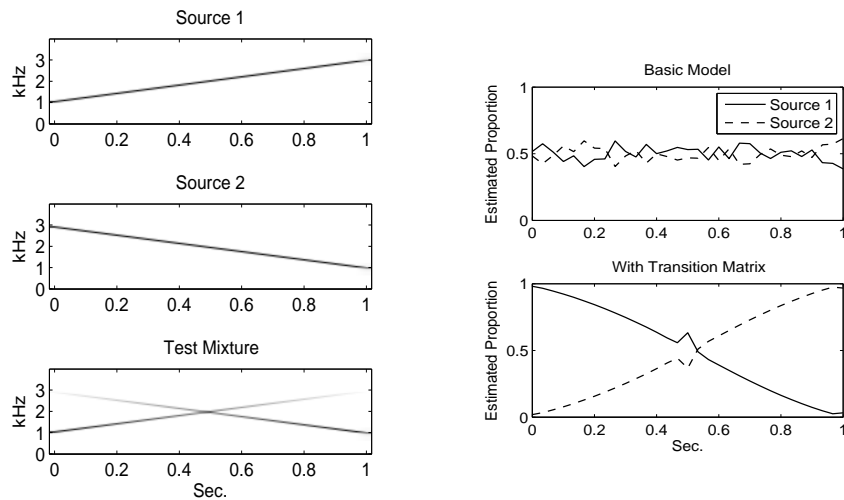 Source 1
kHz
3
2
1
0
0 0.2 0.4 0.6 0.8 1
Source 2
kHz
3
2
1
0
0 0.2 0.4 0.6 0.8 1
Test Mixture
kHz
3
2
1
0
0 0.2 0.4 0.6 0.8 1
Sec.
Basic Model
Estimated Proportion
1
0.5
0
Source 1
Source 2
0 0.2 0.4 0.6 0.8 1
With Transition Matrix
Estimated Proportion
1
0.5
0
0 0.2 0.4 0.6 0.8 1
Sec.